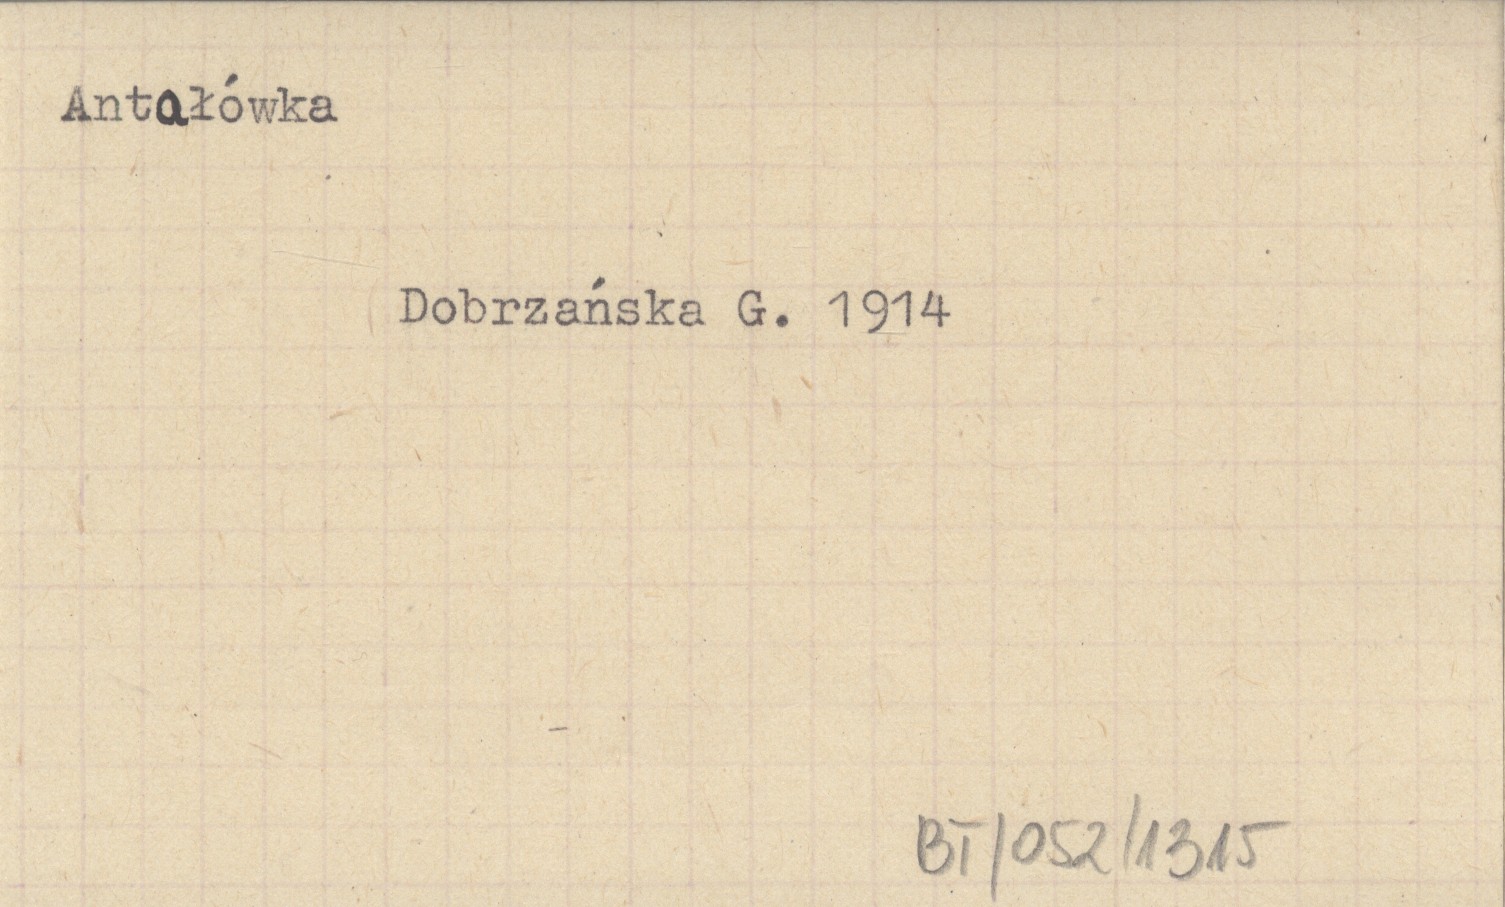 Antałówka
Dobrzańska G. 1914
BT/052/1315